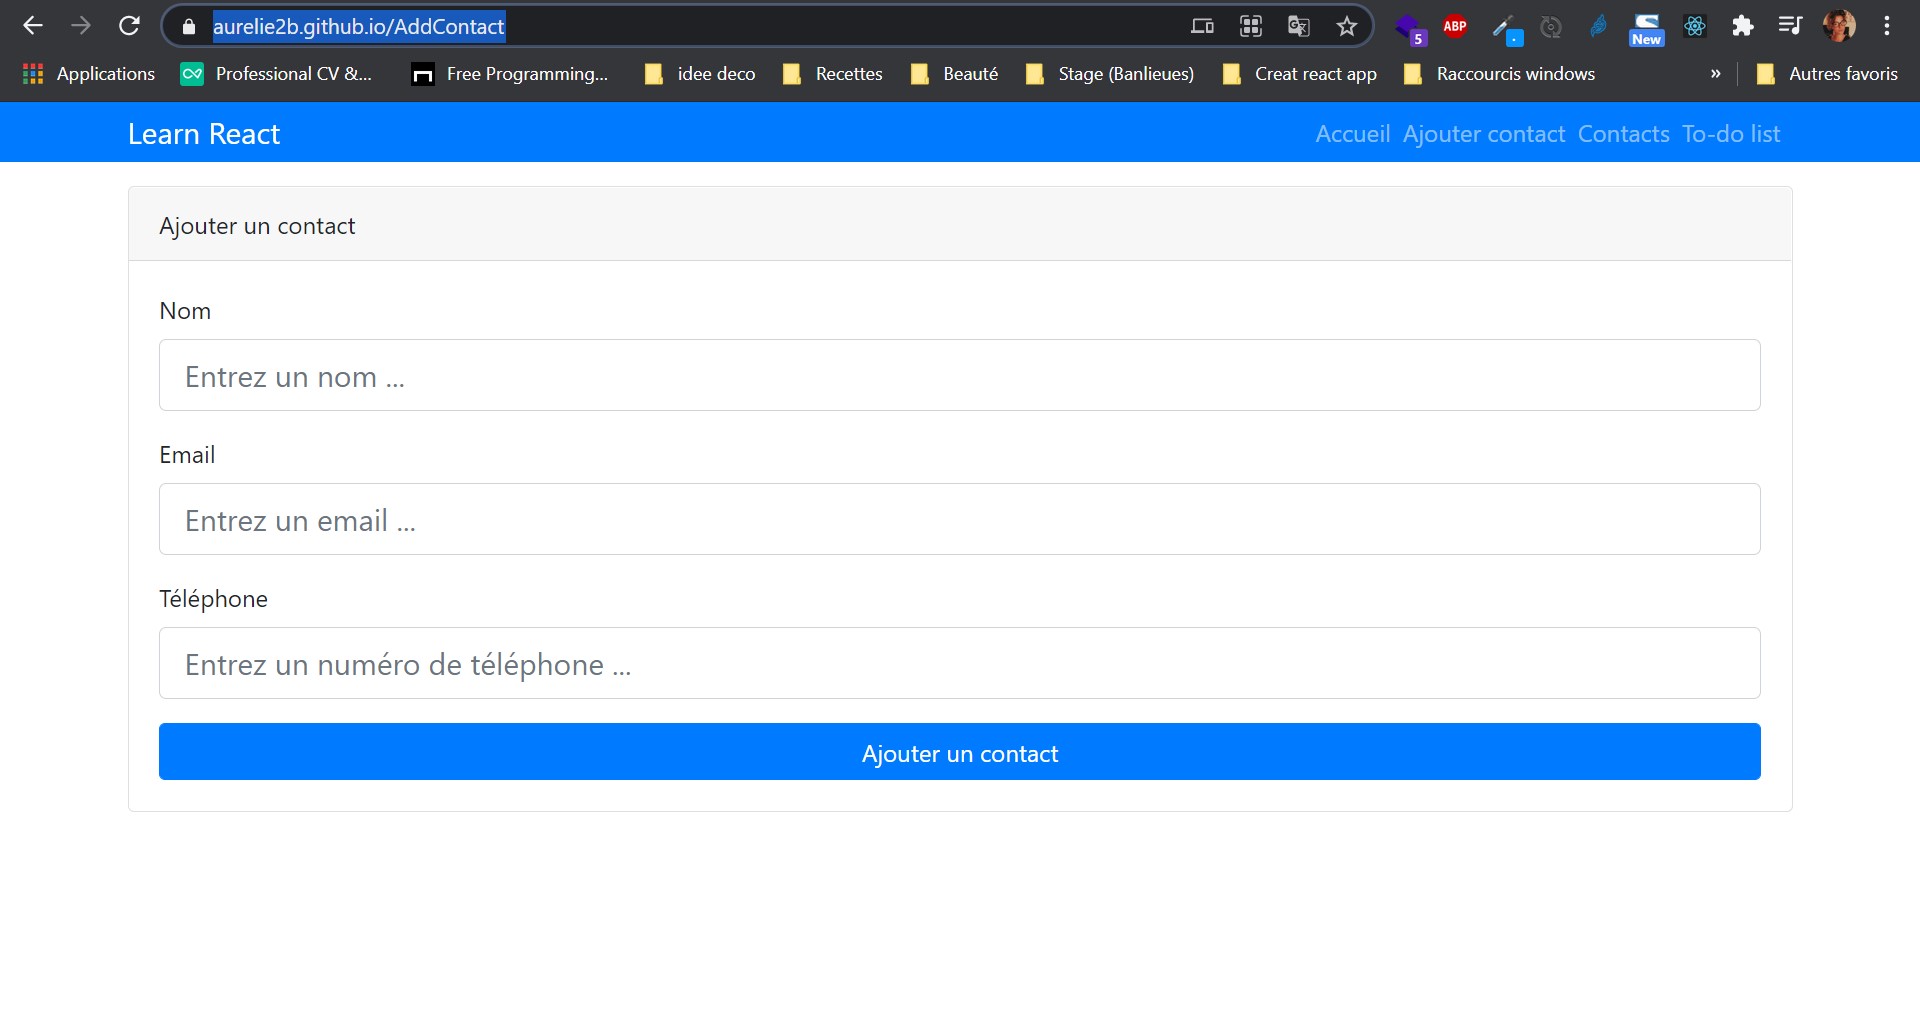 aurelie2b.github.io/AddContact
5
ABP
New
Applications
Professional CV &...
Free Programming...
idee deco
Recettes
Beauté
Stage (Banlieues)
Creat react app
Raccourcis windows
»
Autres favoris
Learn React
Accueil Ajouter contact Contacts To-do list
Ajouter un contact
Nom
Entrez un nom ...
Email
Entrez un email ...
Téléphone
Entrez un numéro de téléphone ...
Ajouter un contact